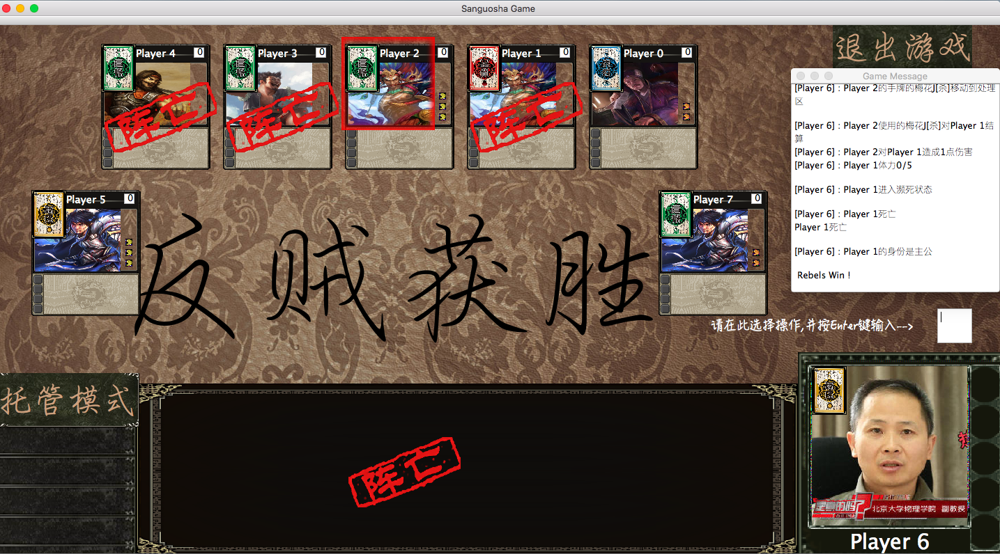 Sanguosha Game
退出游戏
Player 4
0
Player 3
0
Player 2
0
Player 1
0
Player 0
0
阵亡
阵亡
阵亡
Game Message
[Player 6] : Player 2的手牌的梅花J[杀]移动到处理
区
[Player 6] : Player 2使用的梅花J[杀]对Player 1结
算
[Player 6] : Player 2对Player 1造成1点伤害
[Player 6] : Player 1体力0/5
[Player 6] : Player 1进入濒死状态
[Player 6] : Player 1死亡
Player 1死亡
[Player 6] : Player 1的身份是主公
Rebels Win !
Player 5
0
Player 7
0
反贼获胜
请在此选择操作,并按Enter键输入-->
托管模式
阵亡
是真的吗?
北京大学物理学院 副教授
Player 6